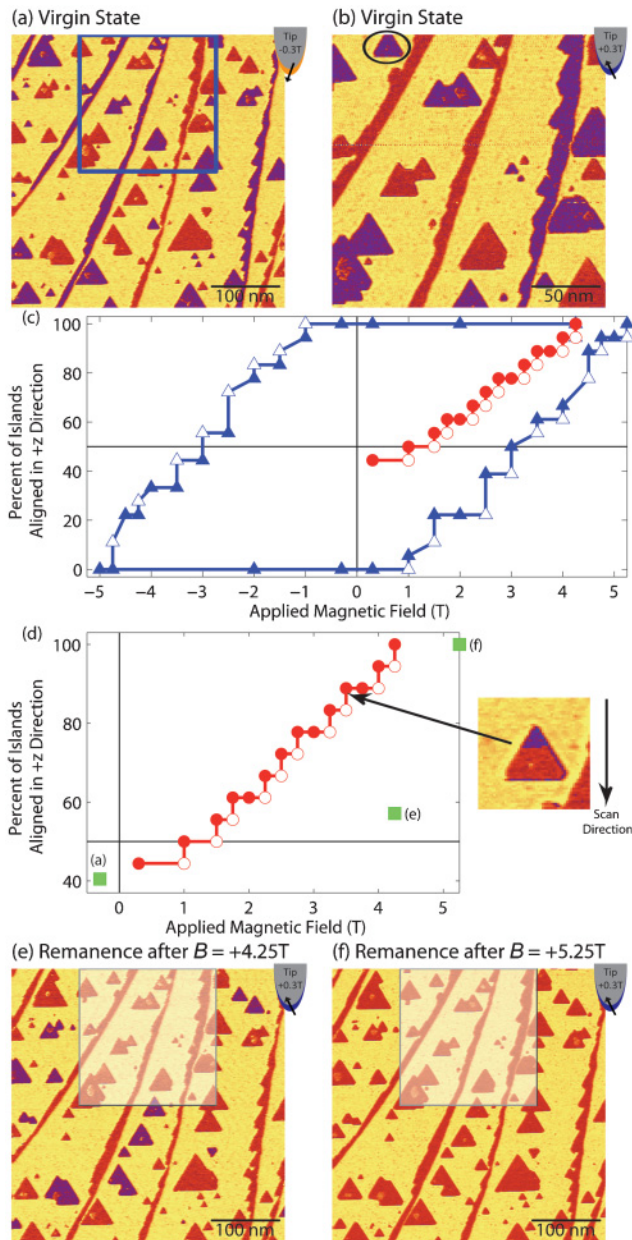 (a) Virgin State
Tip
-0.3T
100 nm
(b) Virgin State
Tip
+0.3T
50 nm
(c)
Percent of Islands
Aligned in +z Direction
100
80
60
40
20
0
−5 −4 −3 −2 −1 0 1 2 3 4 5
Applied Magnetic Field (T)
(d)
Percent of Islands
Aligned in +z Direction
100
80
60
40
(a)
(e)
(f)
0 1 2 3 4 5
Applied Magnetic Field (T)
Scan
Direction
(e) Remanence after B = +4.25T
Tip
+0.3T
100 nm
(f) Remanence after B = +5.25T
Tip
+0.3T
100 nm